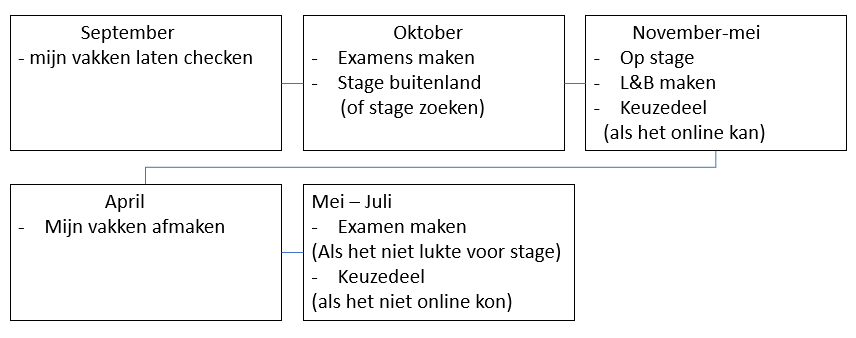 September
- mijn vakken laten checken
Oktober
- Examens maken
- Stage buitenland
(of stage zoeken)
November-mei
- Op stage
- L&B maken
- Keuzedeel
(als het online kan)
April
- Mijn vakken afmaken
Mei – Juli
- Examen maken
(Als het niet lukte voor stage)
- Keuzedeel
(als het niet online kon)